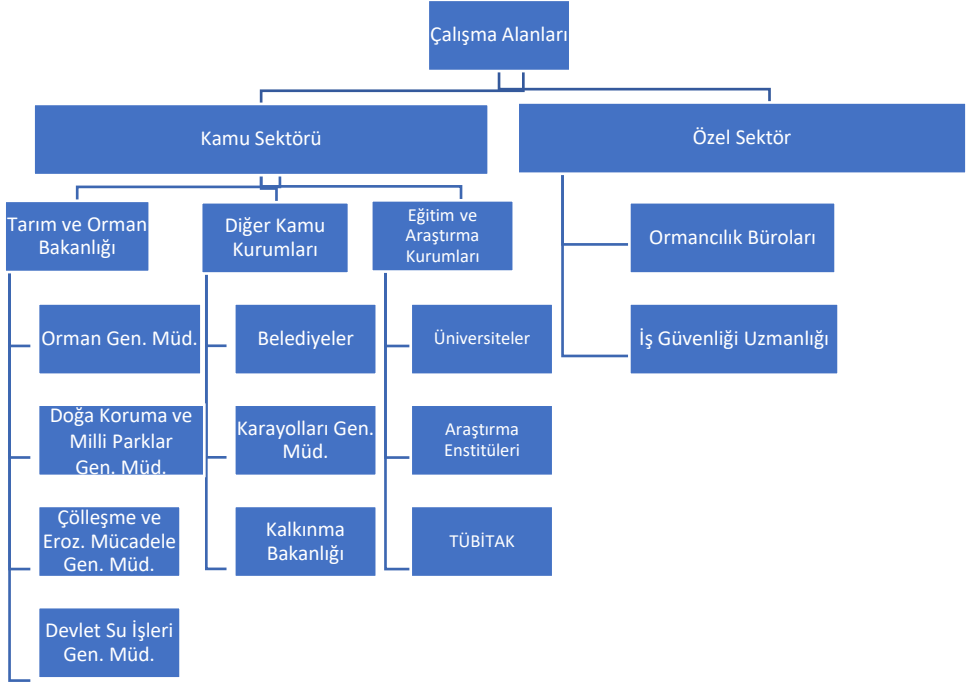 Çalışma Alanları
Kamu Sektörü
Özel Sektör
Tarım ve Orman
Bakanlığı
Diğer Kamu
Kurumları
Eğitim ve
Araştırma
Kurumları
Orman Gen. Müd.
Doğa Koruma ve
Milli Parklar
Gen. Müd.
Çölleşme ve
Eroz. Mücadele
Gen. Müd.
Devlet Su İşleri
Gen. Müd.
Belediyeler
Karayolları Gen.
Müd.
Kalkınma
Bakanlığı
Üniversiteler
Araştırma
Enstitüleri
TÜBİTAK
Ormancılık Büroları
İş Güvenliği Uzmanlığı